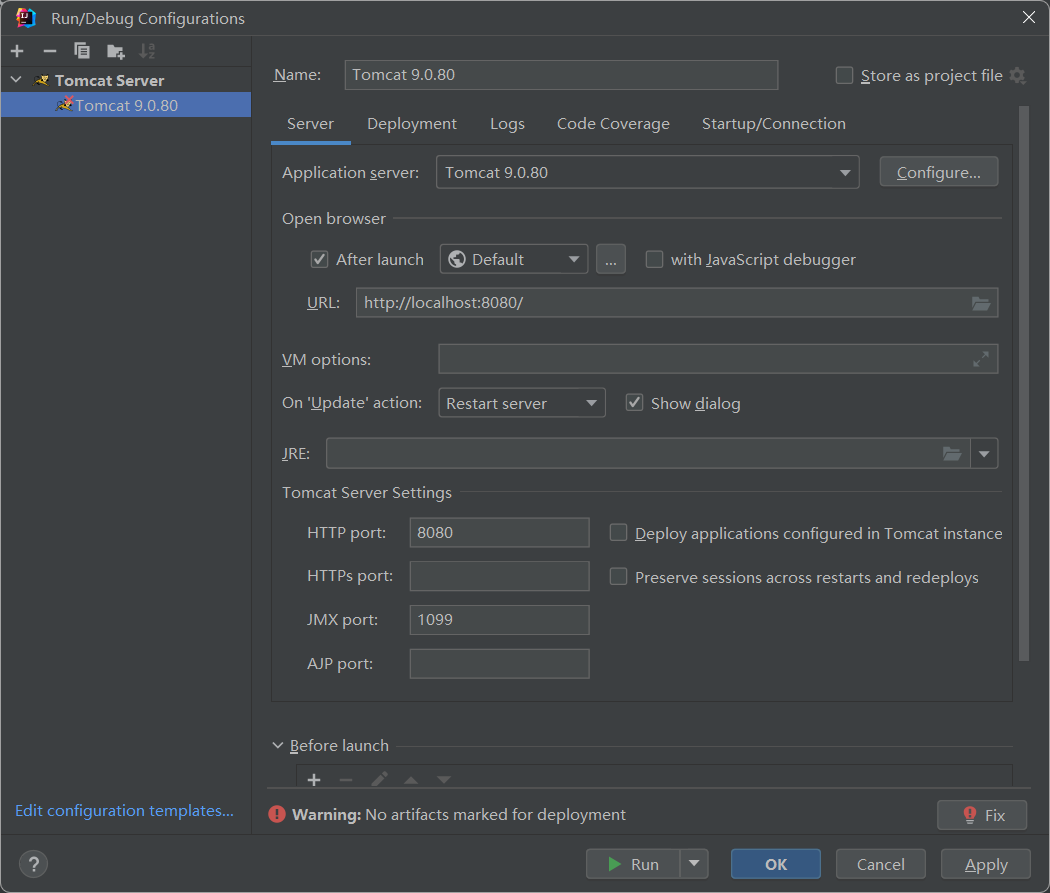 Run/Debug Configurations
Tomcat Server
Tomcat 9.0.80
Name: Tomcat 9.0.80 Store as project file
Server Deployment Logs Code Coverage Startup/Connection
Application server: Tomcat 9.0.80 Configure...
Open browser
After launch Default ... with JavaScript debugger
URL: http://localhost:8080/
VM options:
On 'Update' action: Restart server Show dialog
JRE:
Tomcat Server Settings
HTTP port: 8080 Deploy applications configured in Tomcat instance
HTTPs port: Preserve sessions across restarts and redeploys
JMX port: 1099
AJP port:
Before launch
Edit configuration templates...
Warning: No artifacts marked for deployment Fix
? Run OK Cancel Apply